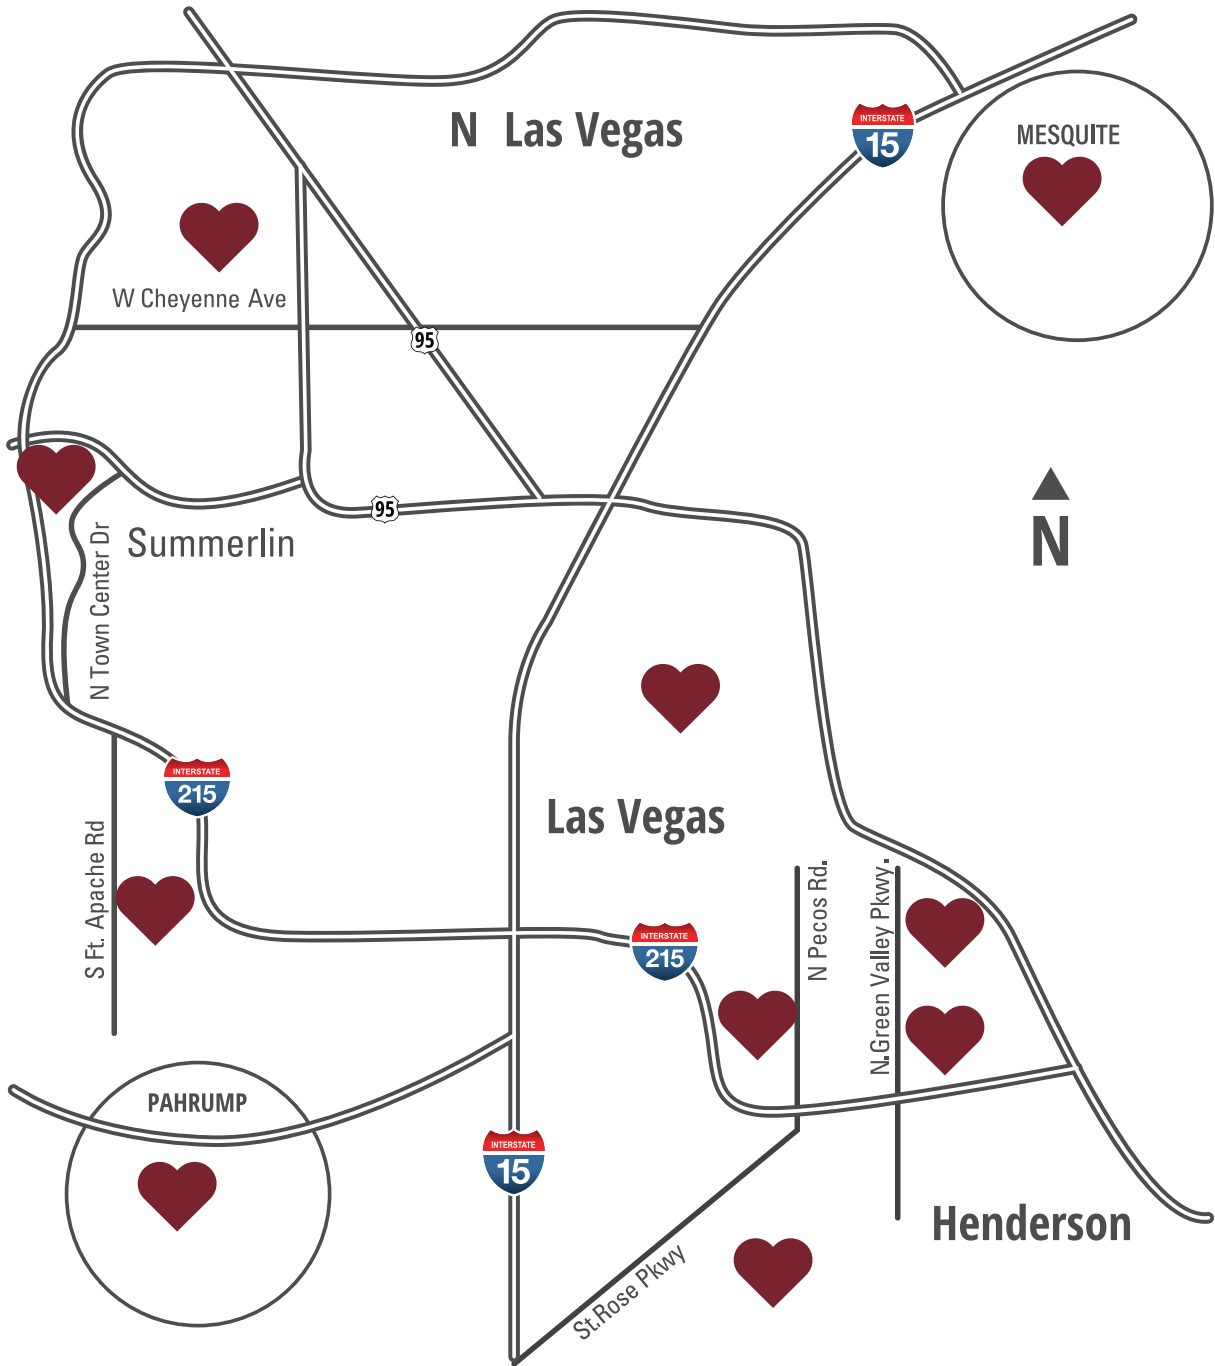 N Las Vegas
INTERSTATE
15
MESQUITE
W Cheyenne Ave
95
95
N
Summerlin
N Town Center Dr
INTERSTATE
215
Las Vegas
S Ft. Apache Rd
N Pecos Rd.
N.Green Valley Pkwy.
INTERSTATE
215
PAHRUMP
INTERSTATE
15
Henderson
St.Rose Pkwy